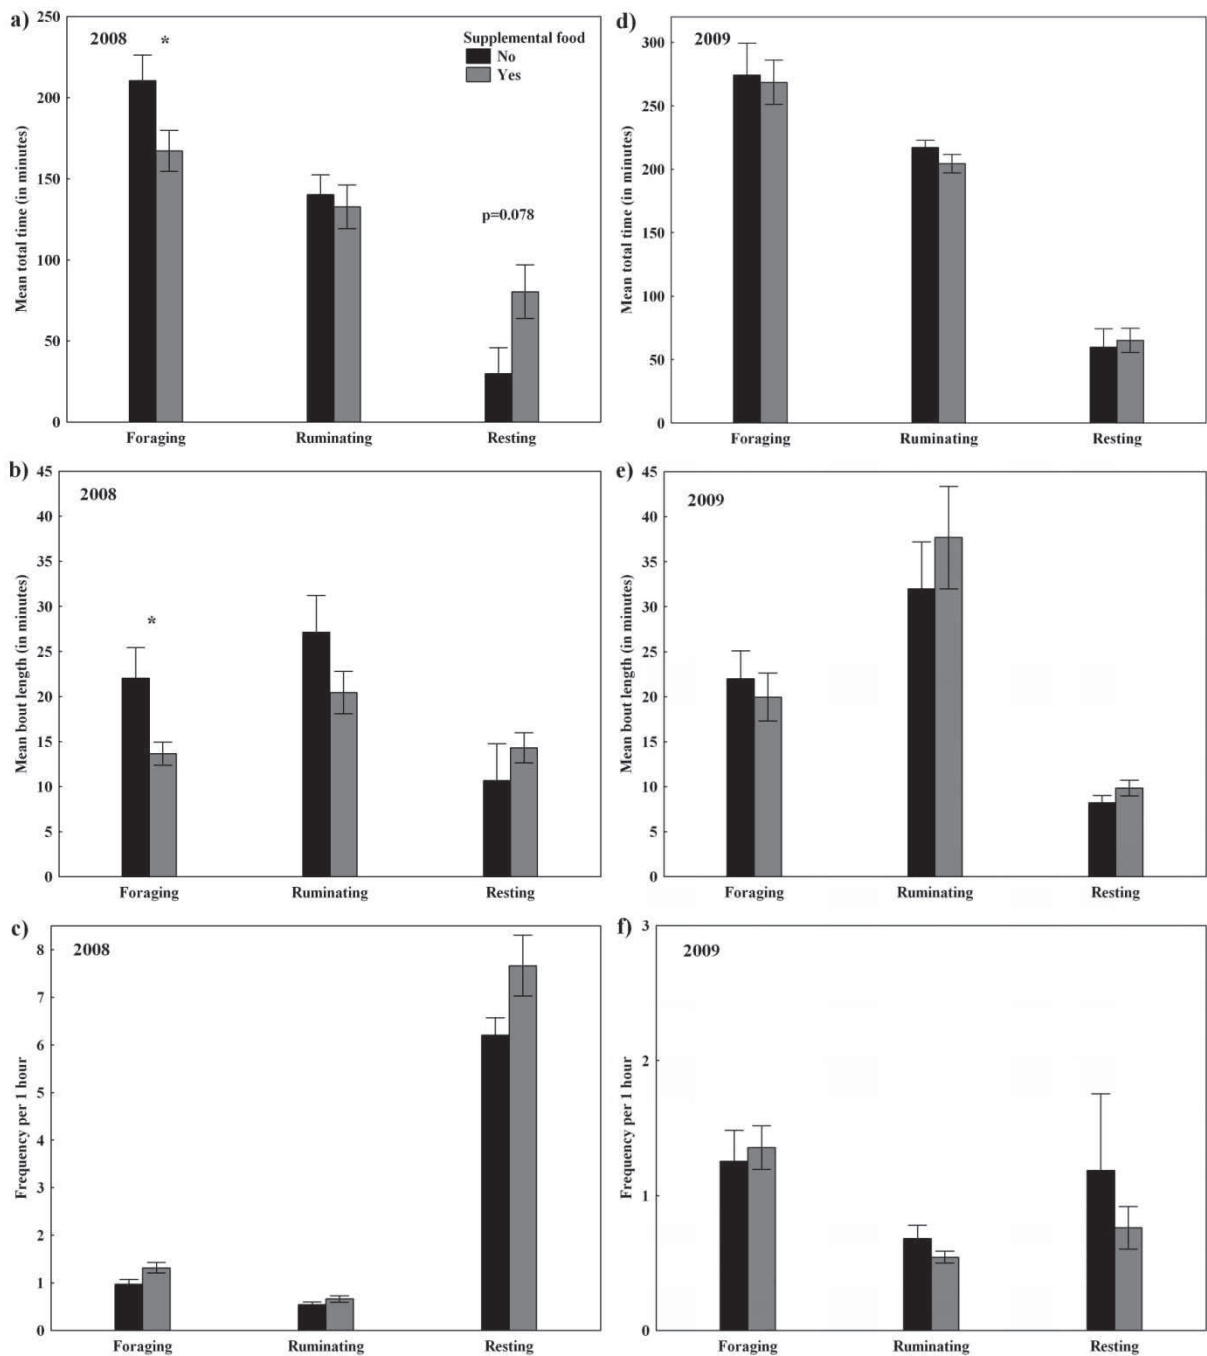 a)
2008
*
Supplemental food
No
Yes
p=0.078
Mean total time (in minutes)
250
200
150
100
50
0
Foraging Ruminating Resting
d)
2009
Mean total time (in minutes)
300
250
200
150
100
50
0
Foraging Ruminating Resting
b)
2008
*
Mean bout length (in minutes)
45
40
35
30
25
20
15
10
5
0
Foraging Ruminating Resting
e)
2009
Mean bout length (in minutes)
45
40
35
30
25
20
15
10
5
0
Foraging Ruminating Resting
c)
2008
Frequency per 1 hour
8
7
6
5
4
3
2
1
0
Foraging Ruminating Resting
f)
2009
Frequency per 1 hour
3
2
1
0
Foraging Ruminating Resting